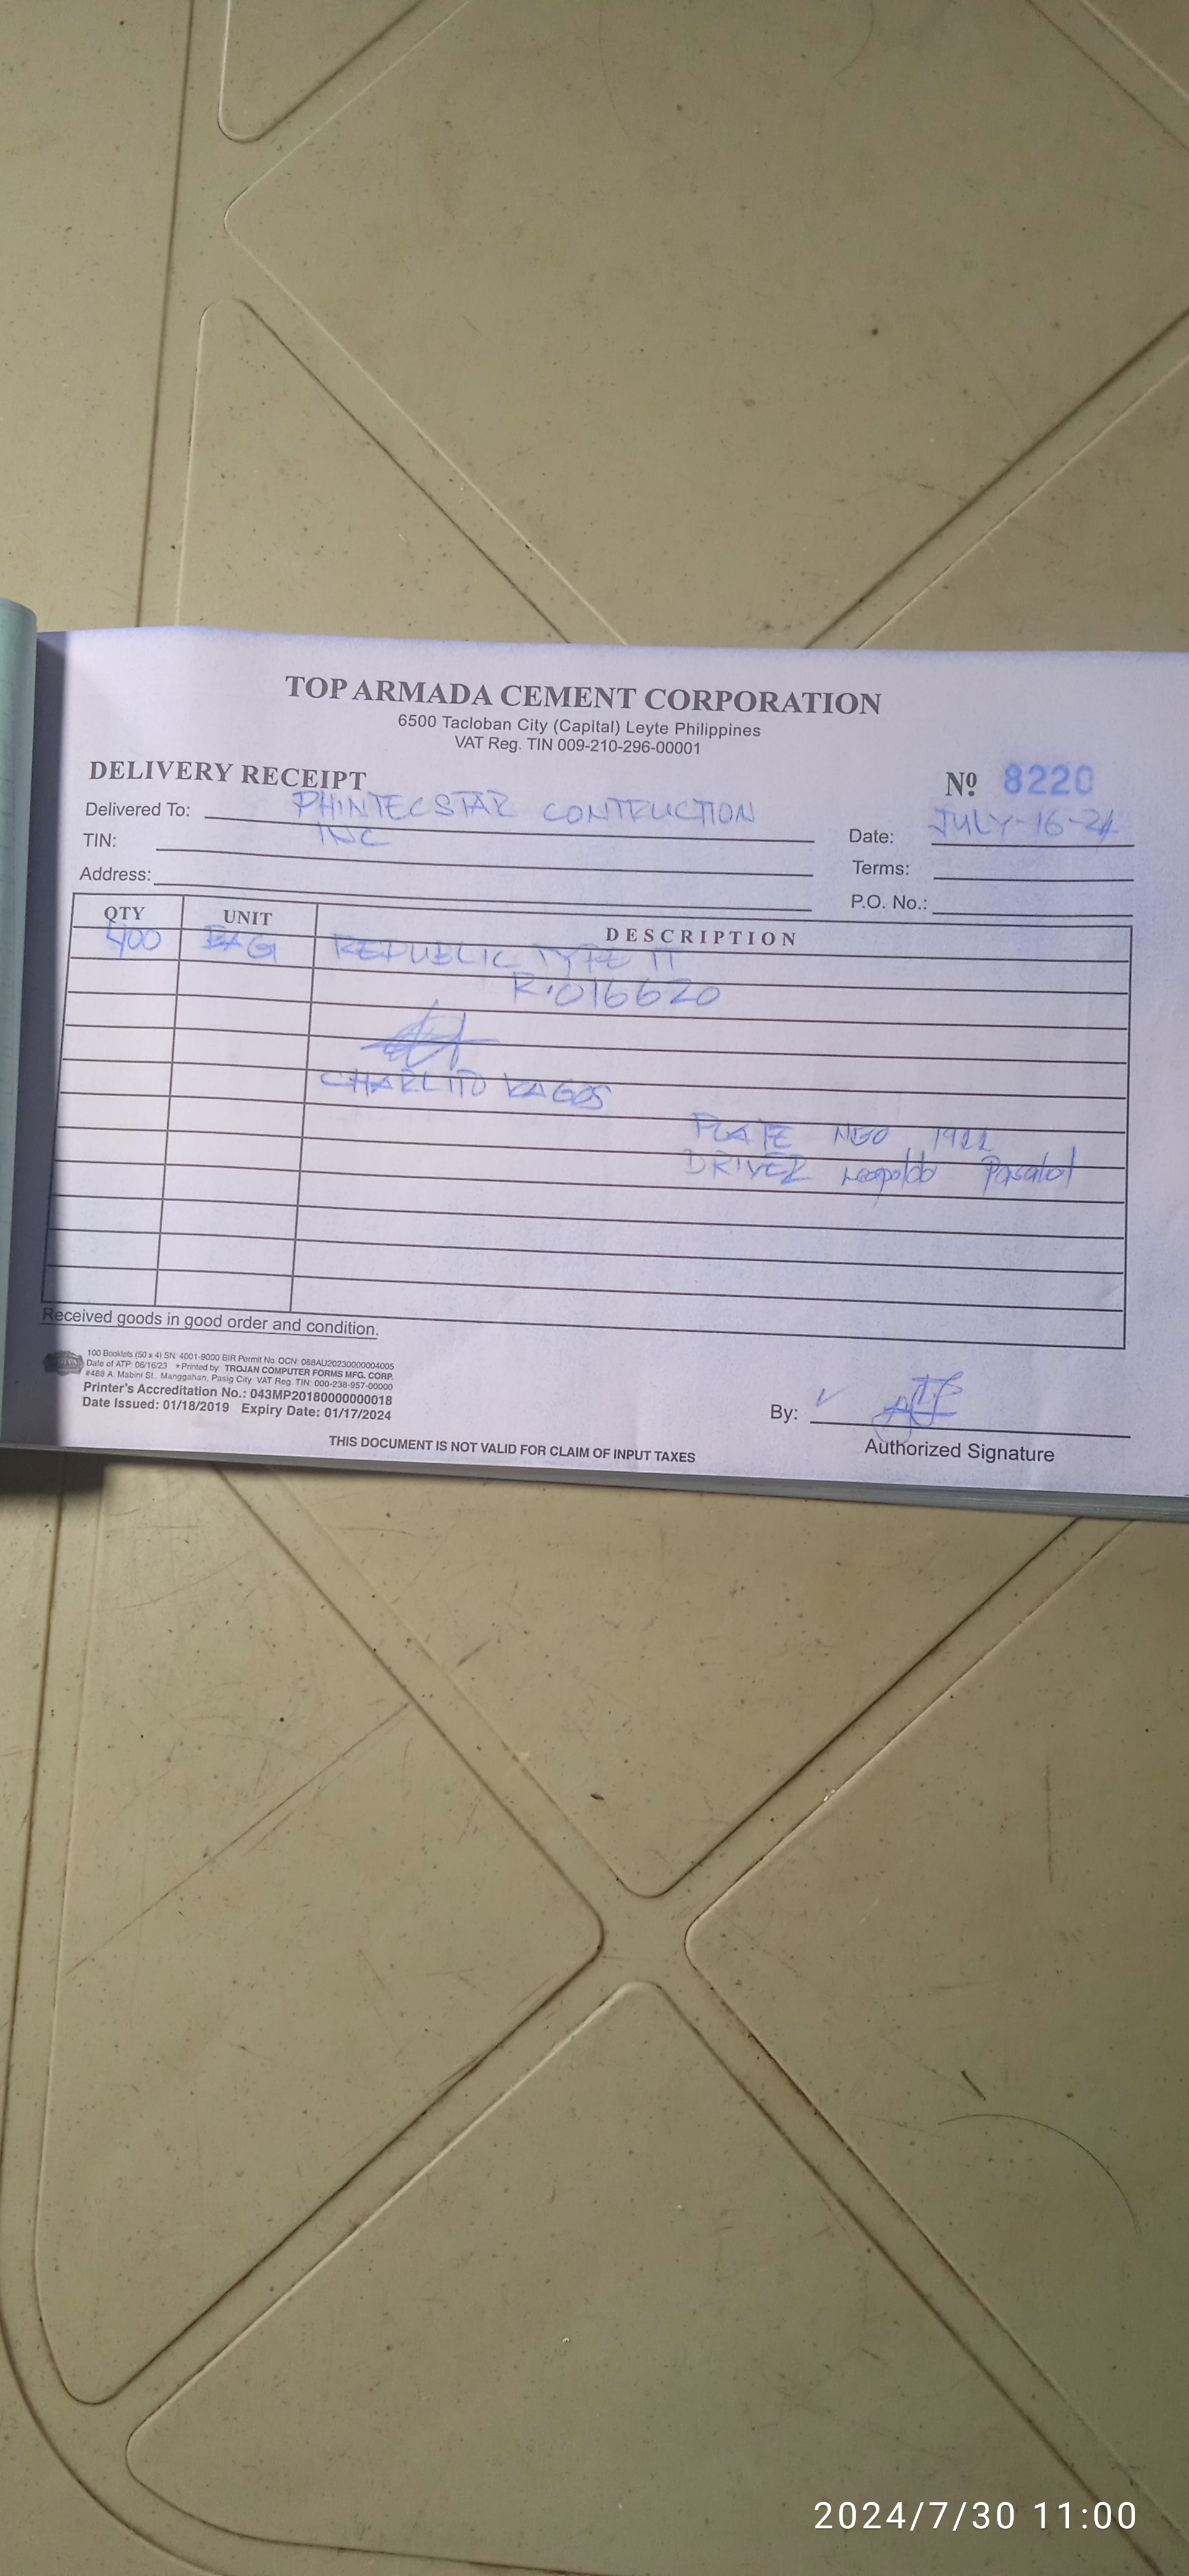 TOP ARMADA CEMENT CORPORATION
6500 Tacloban City (Capital) Leyte Philippines
VAT Reg. TIN 009-210-296-00001
DELIVERY RECEIPT
Nº 8220
Delivered To: PHINTECSTAR CONTRUCTION
INC
Date: JULY-16-24
TIN:
Terms:
Address:
P.O. No.:
QTY UNIT DESCRIPTION
400 BAG REPUBLIC TYPE II
R.016620
CHARLITO
PLATE NGO 1922
DRIVER Leopoldo
Received goods in good order and condition.
100 Booklets (50 x 4) SN: 4001-9000 BIR Permit No. OCN: 088AU20230000004005
Date of ATP: 06/16/23 • Printed by: TROJAN COMPUTER FORMS MFG. CORP.
#488 A. Mabini St., Manggahan, Pasig City VAT Reg. TIN: 000-238-957-00000
Printer's Accreditation No.: 043MP20180000000018
Date Issued: 01/18/2019 Expiry Date: 01/17/2024
By:
Authorized Signature
THIS DOCUMENT IS NOT VALID FOR CLAIM OF INPUT TAXES
2024/7/30 11:00